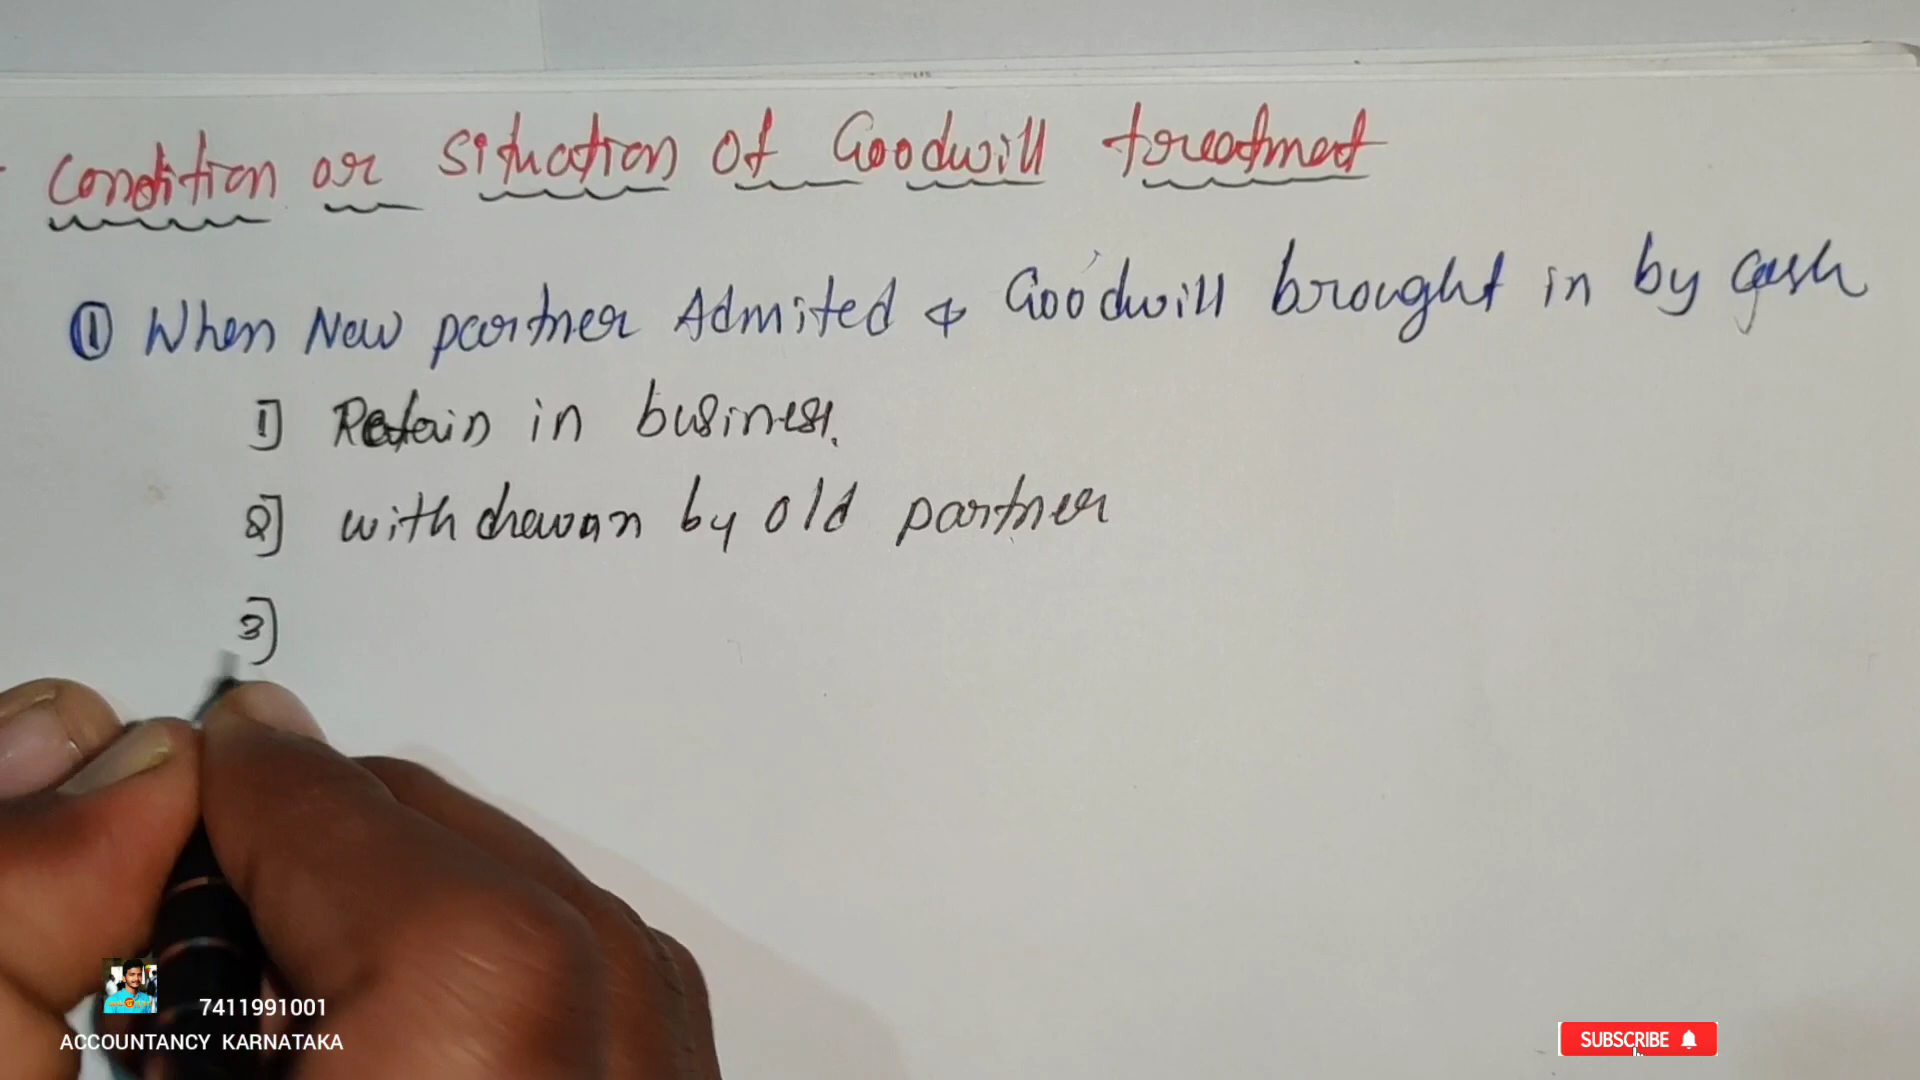 Condition or situation of Goodwill treatment
① When New partner Admited & Goodwill brought in by cash
1] Retain in business.
2] withdrawan by old partner
3]
7411991001
ACCOUNTANCY KARNATAKA
SUBSCRIBE